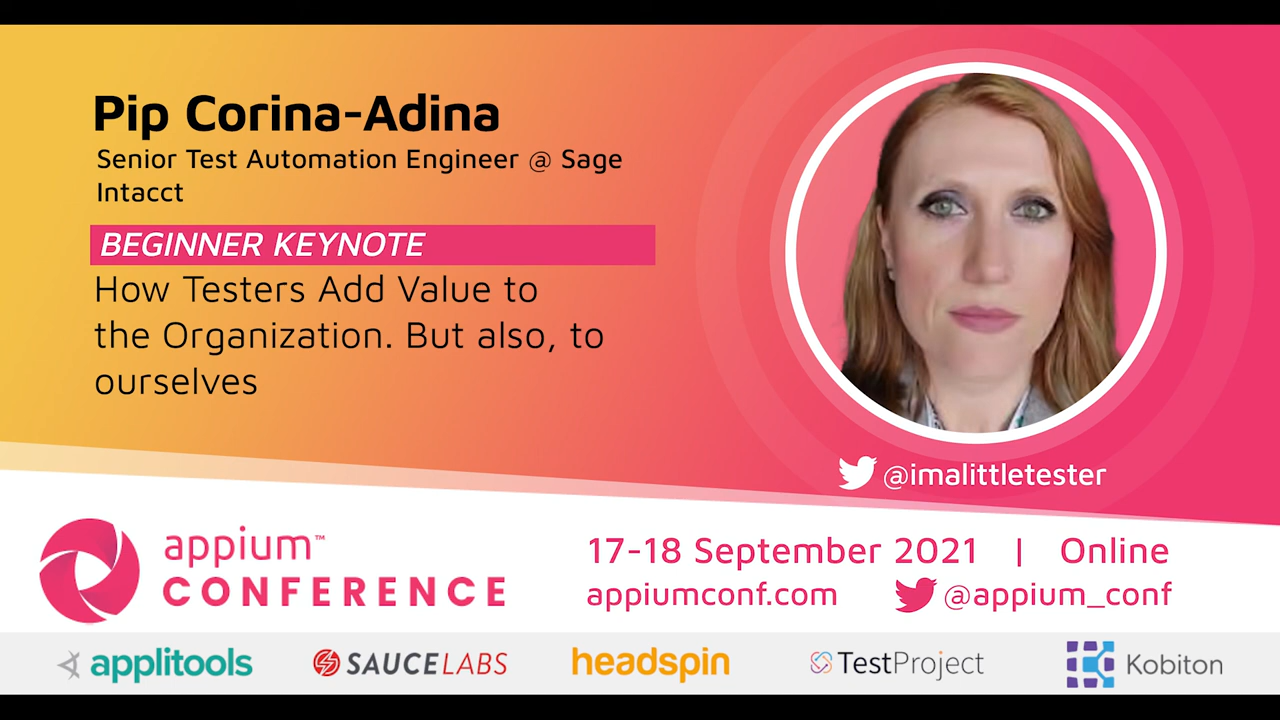 Pip Corina-Adina
Senior Test Automation Engineer @ Sage
Intacct
BEGINNER KEYNOTE
How Testers Add Value to
the Organization. But also, to
ourselves
@imalittletester
appium™
CONFERENCE
17-18 September 2021 | Online
appiumconf.com @appium_conf
applitools SAUCELABS headspin TestProject Kobiton